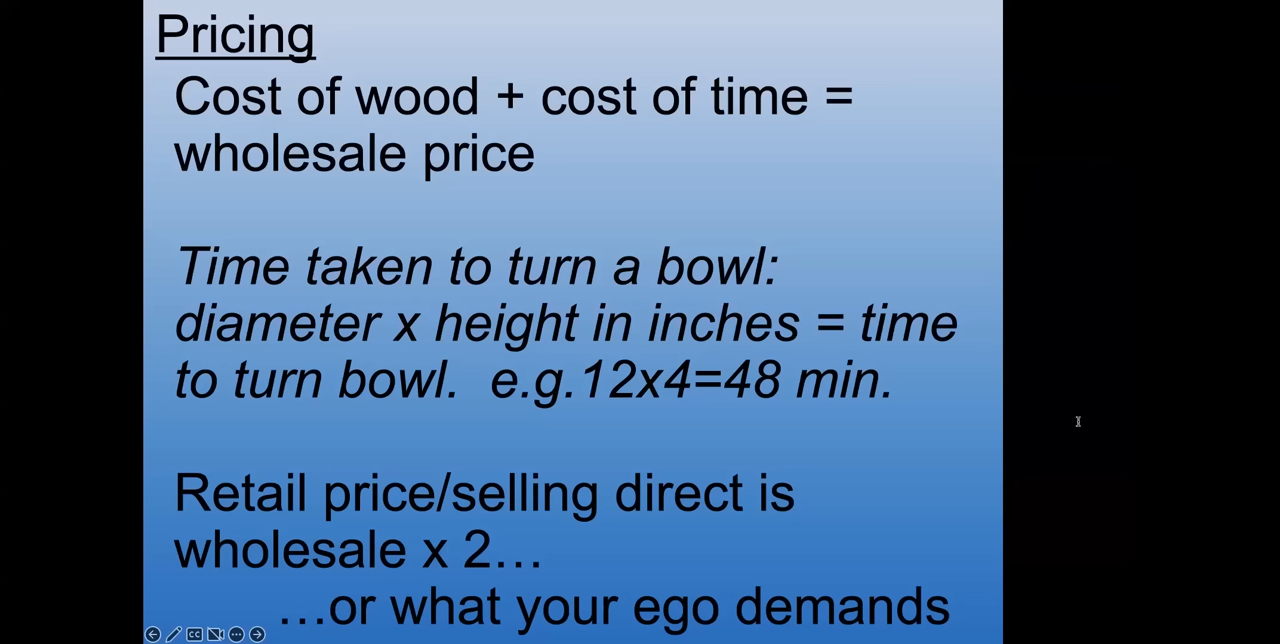 Pricing
Cost of wood + cost of time =
wholesale price
Time taken to turn a bowl:
diameter x height in inches = time
to turn bowl.  e.g.12x4=48 min.
Retail price/selling direct is
wholesale x 2…
…or what your ego demands
CC